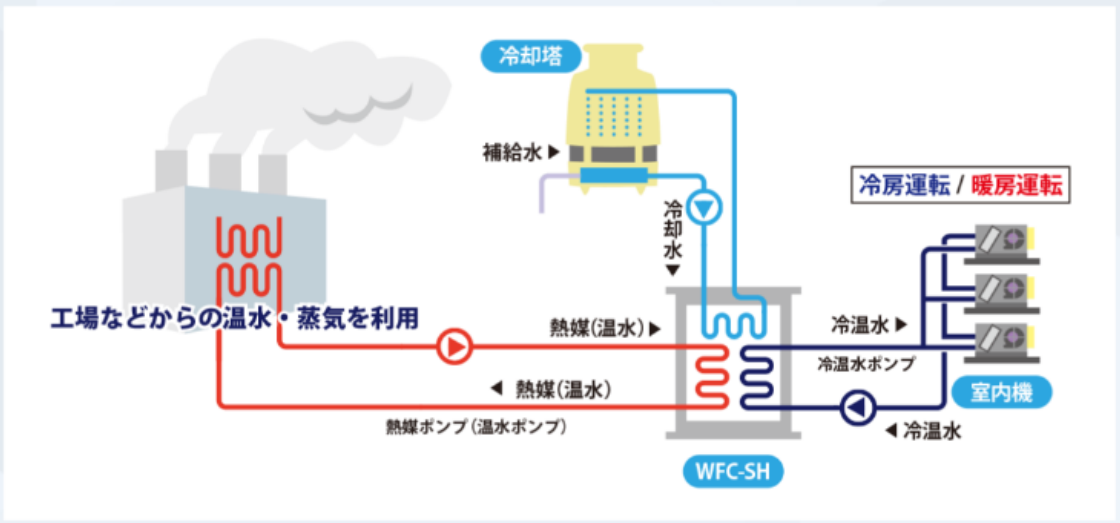 冷却塔
補給水▶
冷却水▼
冷房運転 / 暖房運転
工場などからの温水・蒸気を利用
熱媒(温水)▶
◀ 熱媒(温水)
熱媒ポンプ(温水ポンプ)
冷温水▶
冷温水ポンプ
室内機
◀冷温水
WFC-SH